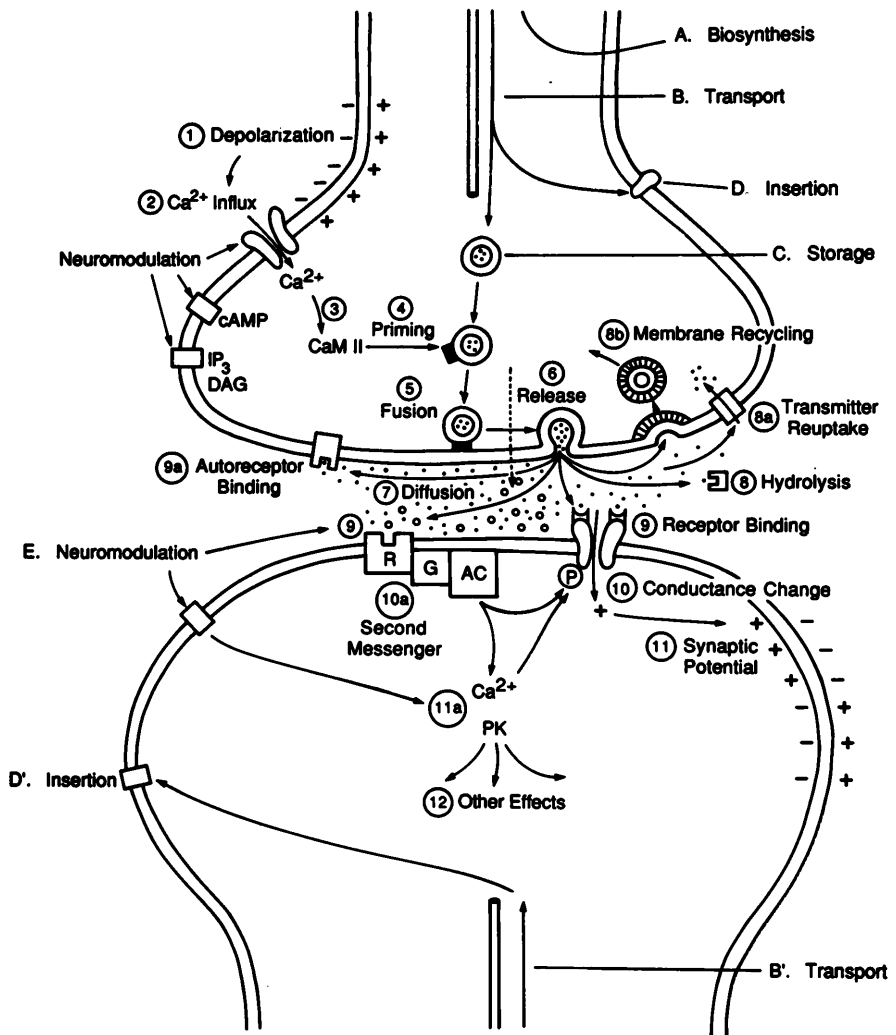 A. Biosynthesis
B. Transport
1 Depolarization
D. Insertion
2 Ca2+ Influx
C. Storage
Neuromodulation
Ca2+
3
4
Priming
8b Membrane Recycling
cAMP
CaM II
IP3
DAG
5
Fusion
6
Release
8a Transmitter
Reuptake
9a Autoreceptor
Binding
7 Diffusion
8 Hydrolysis
9
9 Receptor Binding
E. Neuromodulation
R
G
AC
P
10 Conductance
Change
10a
Second
Messenger
11 Synaptic
Potential
Ca2+
11a
PK
D'. Insertion
12 Other Effects
B'. Transport